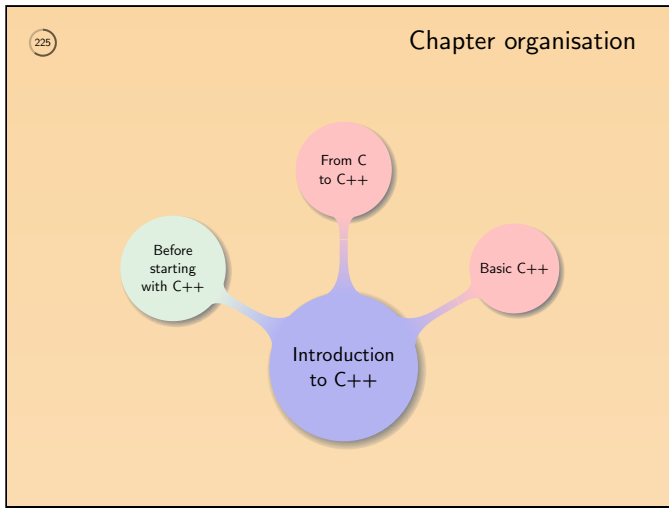 225
Chapter organisation
From C
to C++
Before
starting
with C++
Basic C++
Introduction
to C++